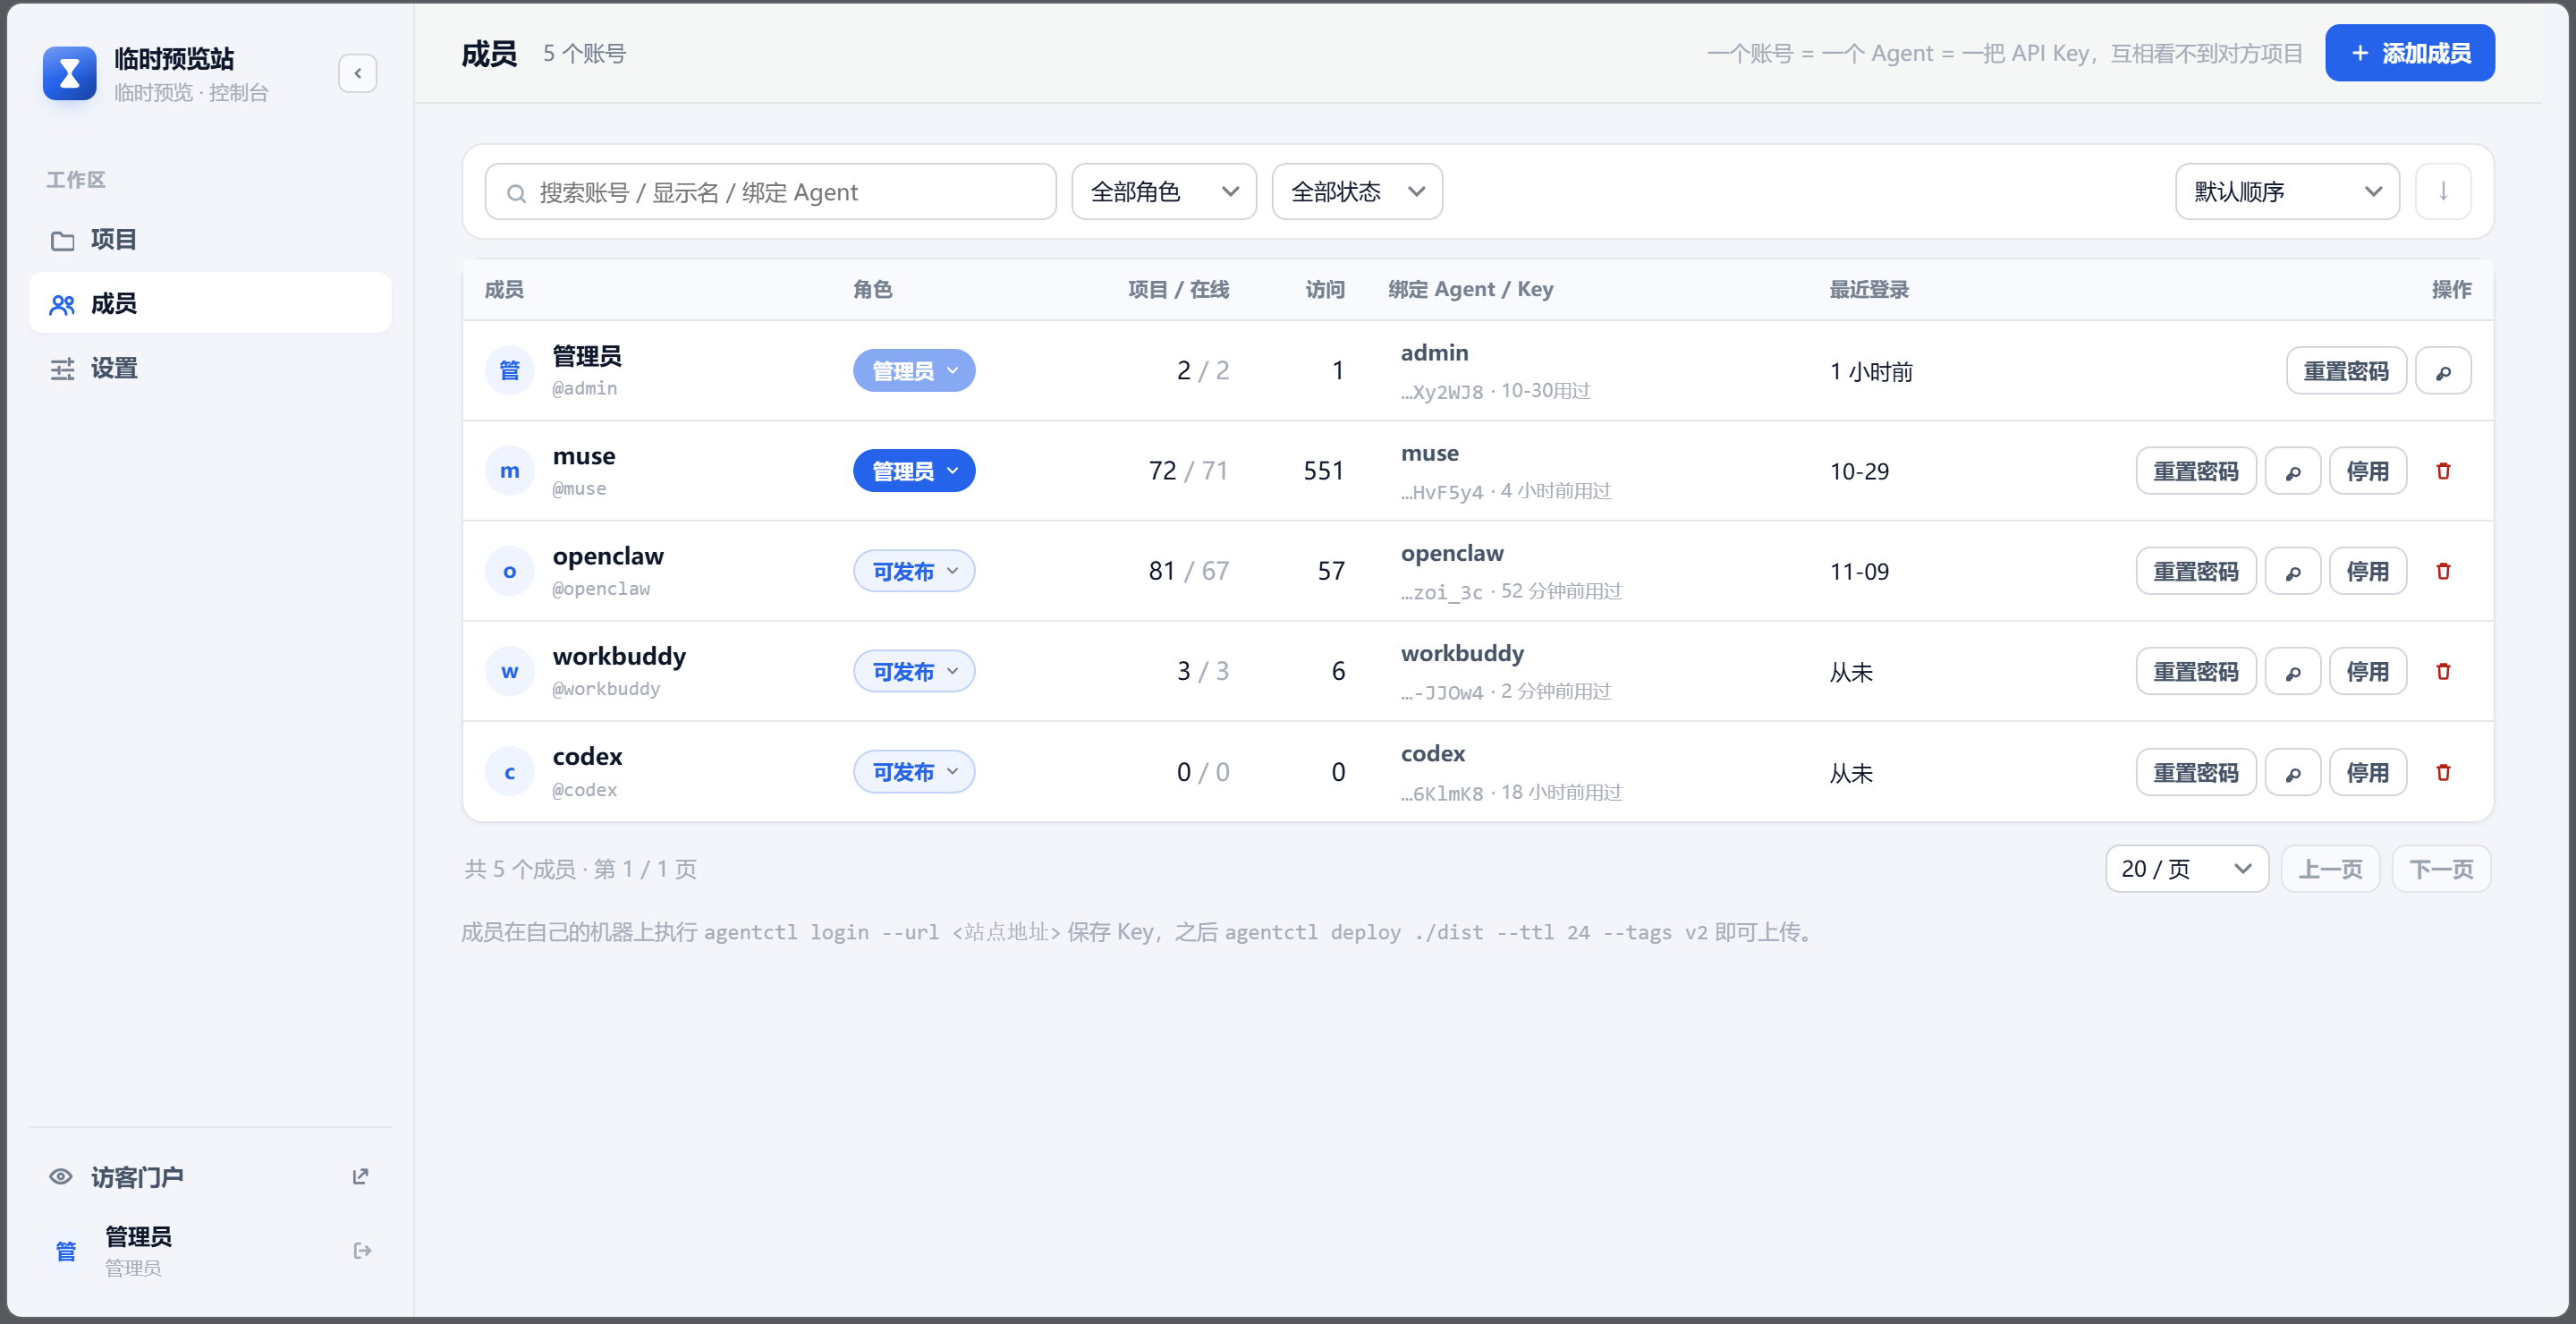 临时预览站
临时预览 · 控制台
工作区
项目
成员
设置
访客门户
管 管理员
管理员
成员 5 个账号
一个账号 = 一个 Agent = 一把 API Key，互相看不到对方项目
+ 添加成员
搜索账号 / 显示名 / 绑定 Agent
全部角色
全部状态
默认顺序
↓
成员 角色 项目 / 在线 访问 绑定 Agent / Key 最近登录 操作
管 管理员 管理员 2 / 2 1 admin 1 小时前 重置密码
@admin …Xy2WJ8 · 10-30用过
m muse 管理员 72 / 71 551 muse 10-29 重置密码 停用
@muse …HvF5y4 · 4 小时前用过
o openclaw 可发布 81 / 67 57 openclaw 11-09 重置密码 停用
@openclaw …zoi_3c · 52 分钟前用过
w workbuddy 可发布 3 / 3 6 workbuddy 从未 重置密码 停用
@workbuddy …-JJOw4 · 2 分钟前用过
c codex 可发布 0 / 0 0 codex 从未 重置密码 停用
@codex …6KlmK8 · 18 小时前用过
共 5 个成员 · 第 1 / 1 页
20 / 页
上一页
下一页
成员在自己的机器上执行 agentctl login --url <站点地址> 保存 Key，之后 agentctl deploy ./dist --ttl 24 --tags v2 即可上传。